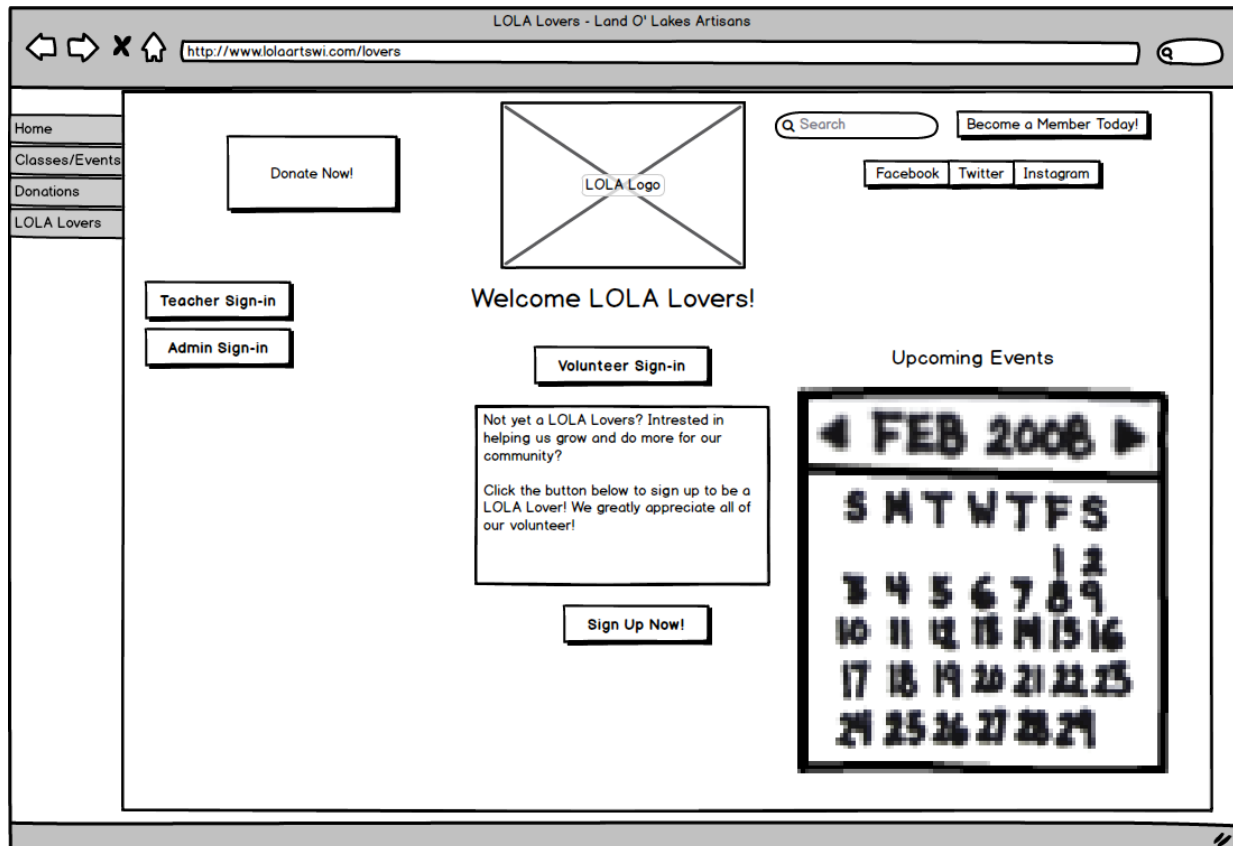 LOLA Lovers - Land O' Lakes Artisans
http://www.lolaartswi.com/lovers
Home
Classes/Events
Donations
LOLA Lovers
Donate Now!
LOLA Logo
Search
Become a Member Today!
Facebook Twitter Instagram
Teacher Sign-in
Admin Sign-in
Welcome LOLA Lovers!
Volunteer Sign-in
Not yet a LOLA Lovers? Intrested in
helping us grow and do more for our
community?
Click the button below to sign up to be a
LOLA Lover! We greatly appreciate all of
our volunteer!
Sign Up Now!
Upcoming Events
FEB 2008
S M T W T F S
1 2
3 4 5 6 7 8 9
10 11 12 13 14 15 16
17 18 19 20 21 22 23
24 25 26 27 28 29